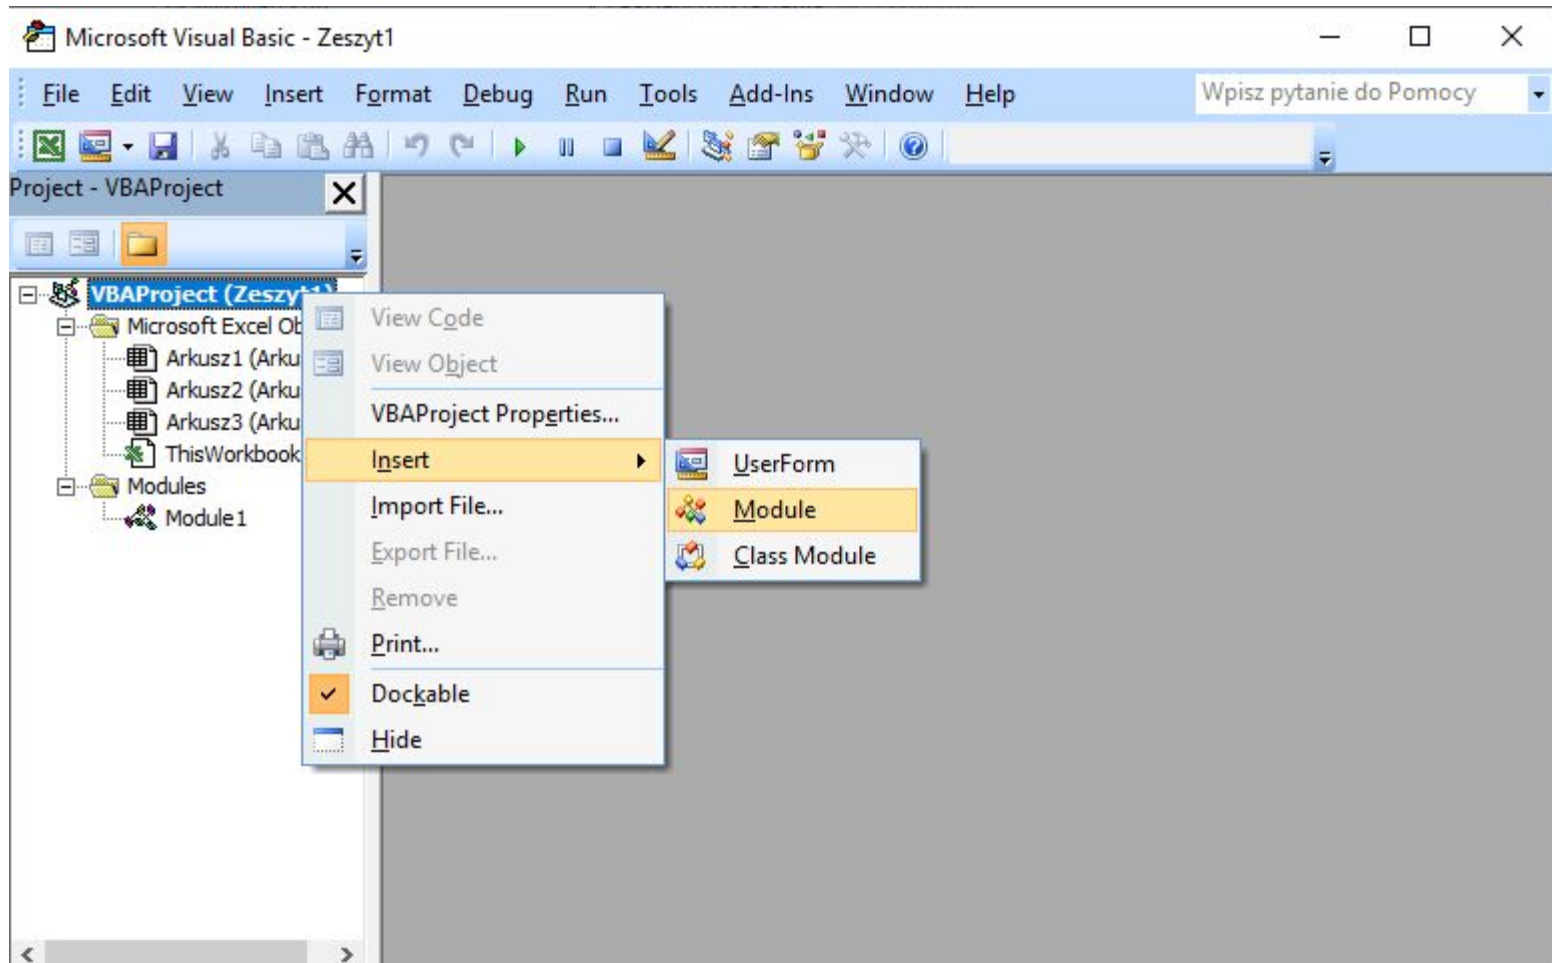 Microsoft Visual Basic - Zeszyt1
File Edit View Insert Format Debug Run Tools Add-Ins Window Help Wpisz pytanie do Pomocy
Project - VBAProject
VBAProject (Zeszyt1)
Microsoft Excel Ob
Arkusz1 (Arku
Arkusz2 (Arku
Arkusz3 (Arku
ThisWorkbook
Modules
Module1
View Code
View Object
VBAProject Properties...
Insert
Import File...
Export File...
Remove
Print...
Dockable
Hide
UserForm
Module
Class Module